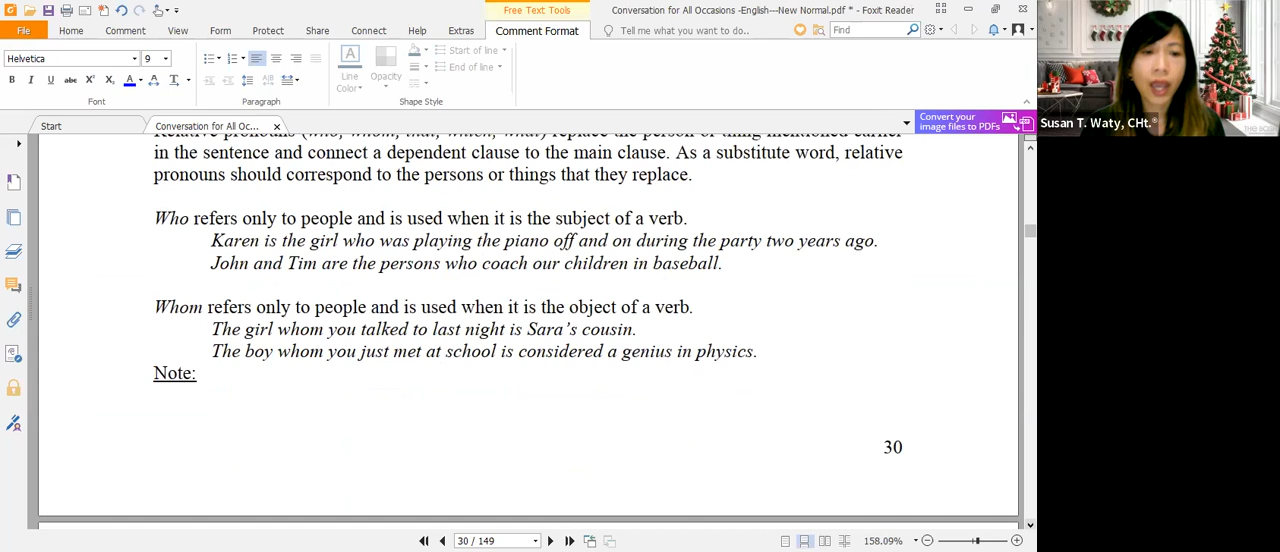 Free Text Tools
Conversation for All Occasions -English---New Normal.pdf * - Foxit Reader
File
Home
Comment
View
Form
Protect
Share
Connect
Help
Extras
Comment Format
Tell me what you want to do..
Find
Helvetica
9
Line
Color
Opacity
Start of line
End of line
Font
Paragraph
Shape Style
Start
Conversation for All Occ...
Convert your
image files to PDFs
Susan T. Waty, CHt.®
replace the person or thing mentioned earlier
in the sentence and connect a dependent clause to the main clause. As a substitute word, relative
pronouns should correspond to the persons or things that they replace.
Who refers only to people and is used when it is the subject of a verb.
Karen is the girl who was playing the piano off and on during the party two years ago.
John and Tim are the persons who coach our children in baseball.
Whom refers only to people and is used when it is the object of a verb.
The girl whom you talked to last night is Sara's cousin.
The boy whom you just met at school is considered a genius in physics.
Note:
30
30 / 149
158.09%